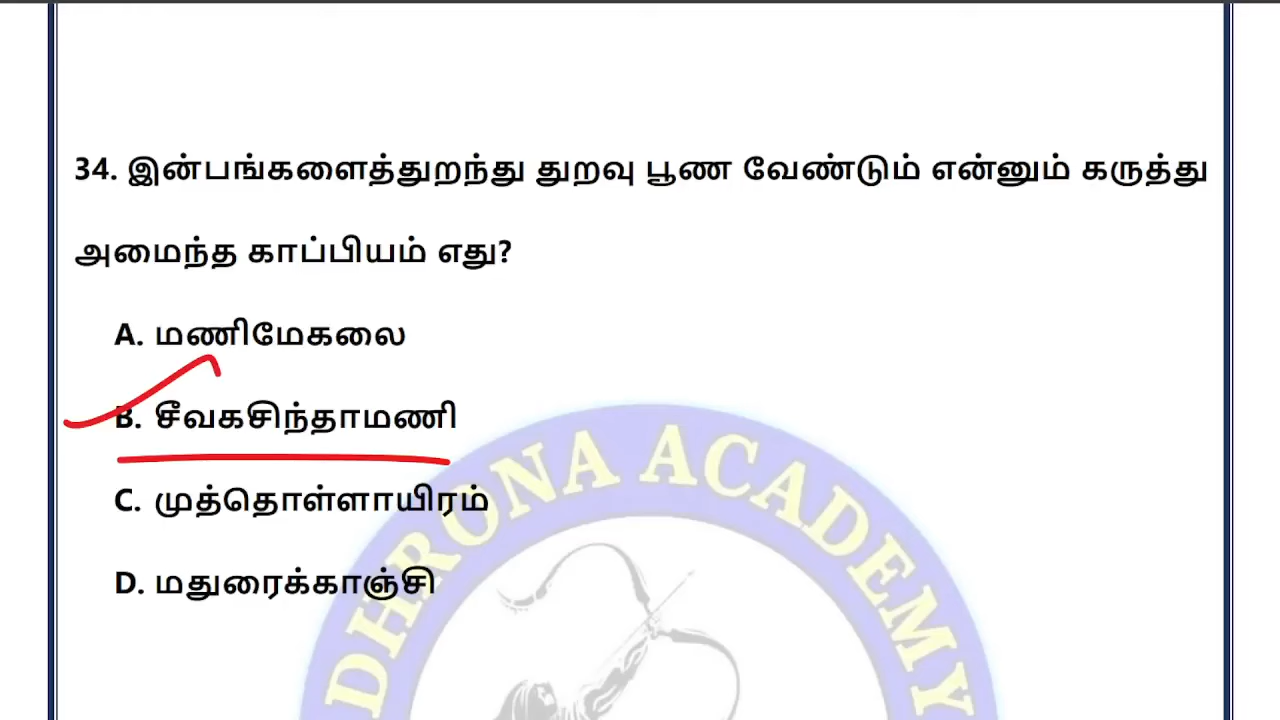 34. இன்பங்களைத்துறந்து துறவு பூண வேண்டும் என்னும் கருத்து
அமைந்த காப்பியம் எது?
A. மணிமேகலை
B. சீவகசிந்தாமணி
C. முத்தொள்ளாயிரம்
D. மதுரைக்காஞ்சி
DHRONA ACADEMY